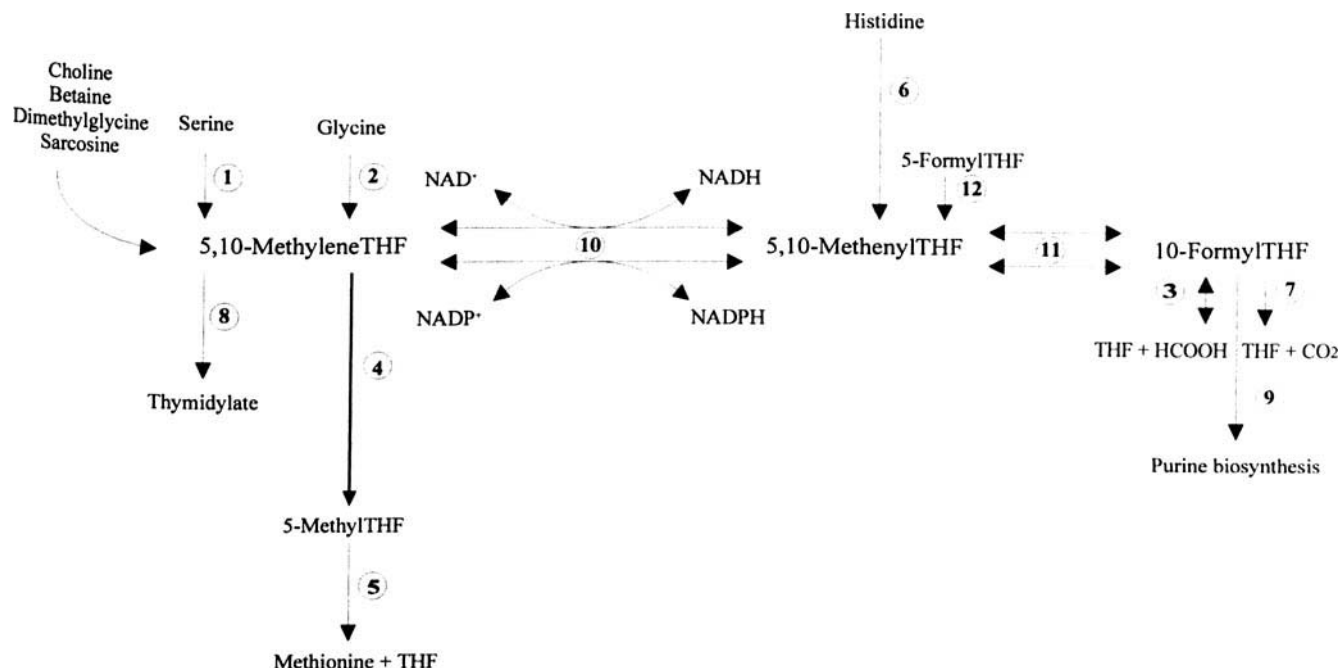 Histidine
6
Choline
Betaine
Dimethylglycine
Sarcosine
Serine
Glycine
1
2
NAD⁺
NADH
5-FormylTHF
12
5,10-MethyleneTHF
10
5,10-MethenylTHF
11
10-FormylTHF
NADP⁺
NADPH
3
7
8
4
THF + HCOOH
THF + CO2
9
Thymidylate
Purine biosynthesis
5-MethylTHF
5
Methionine + THF